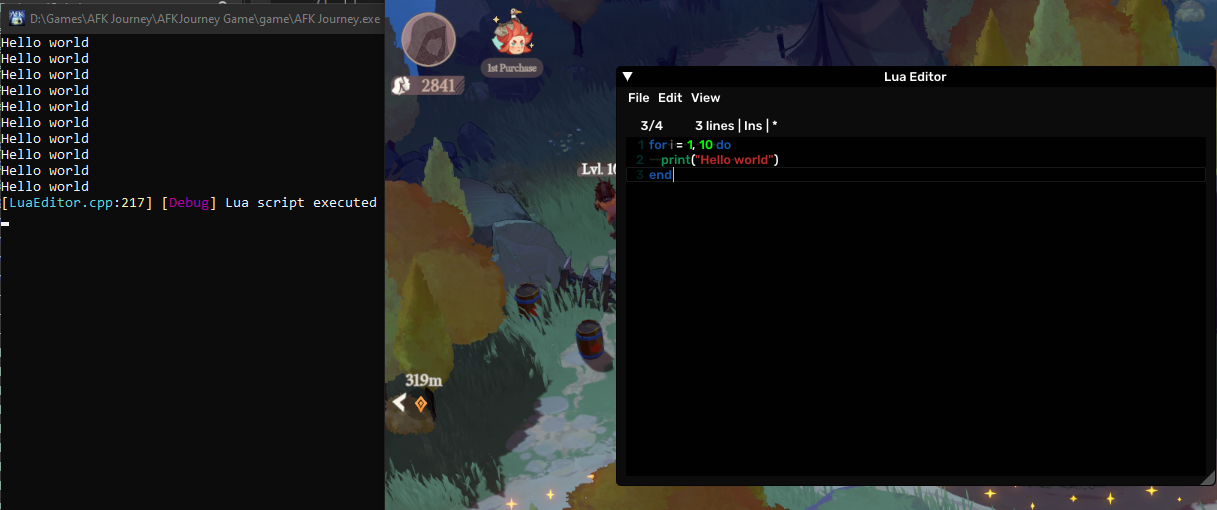 D:\Games\AFK Journey\AFKJourney Game\game\AFK Journey.exe
Hello world
Hello world
Hello world
Hello world
Hello world
Hello world
Hello world
Hello world
Hello world
Hello world
[LuaEditor.cpp:217] [Debug] Lua script executed
1st Purchase
2841
Lvl. 10
319m
Lua Editor
File Edit View
3/4 3 lines | Ins | *
1 for i = 1, 10 do
2 print("Hello world")
3 end